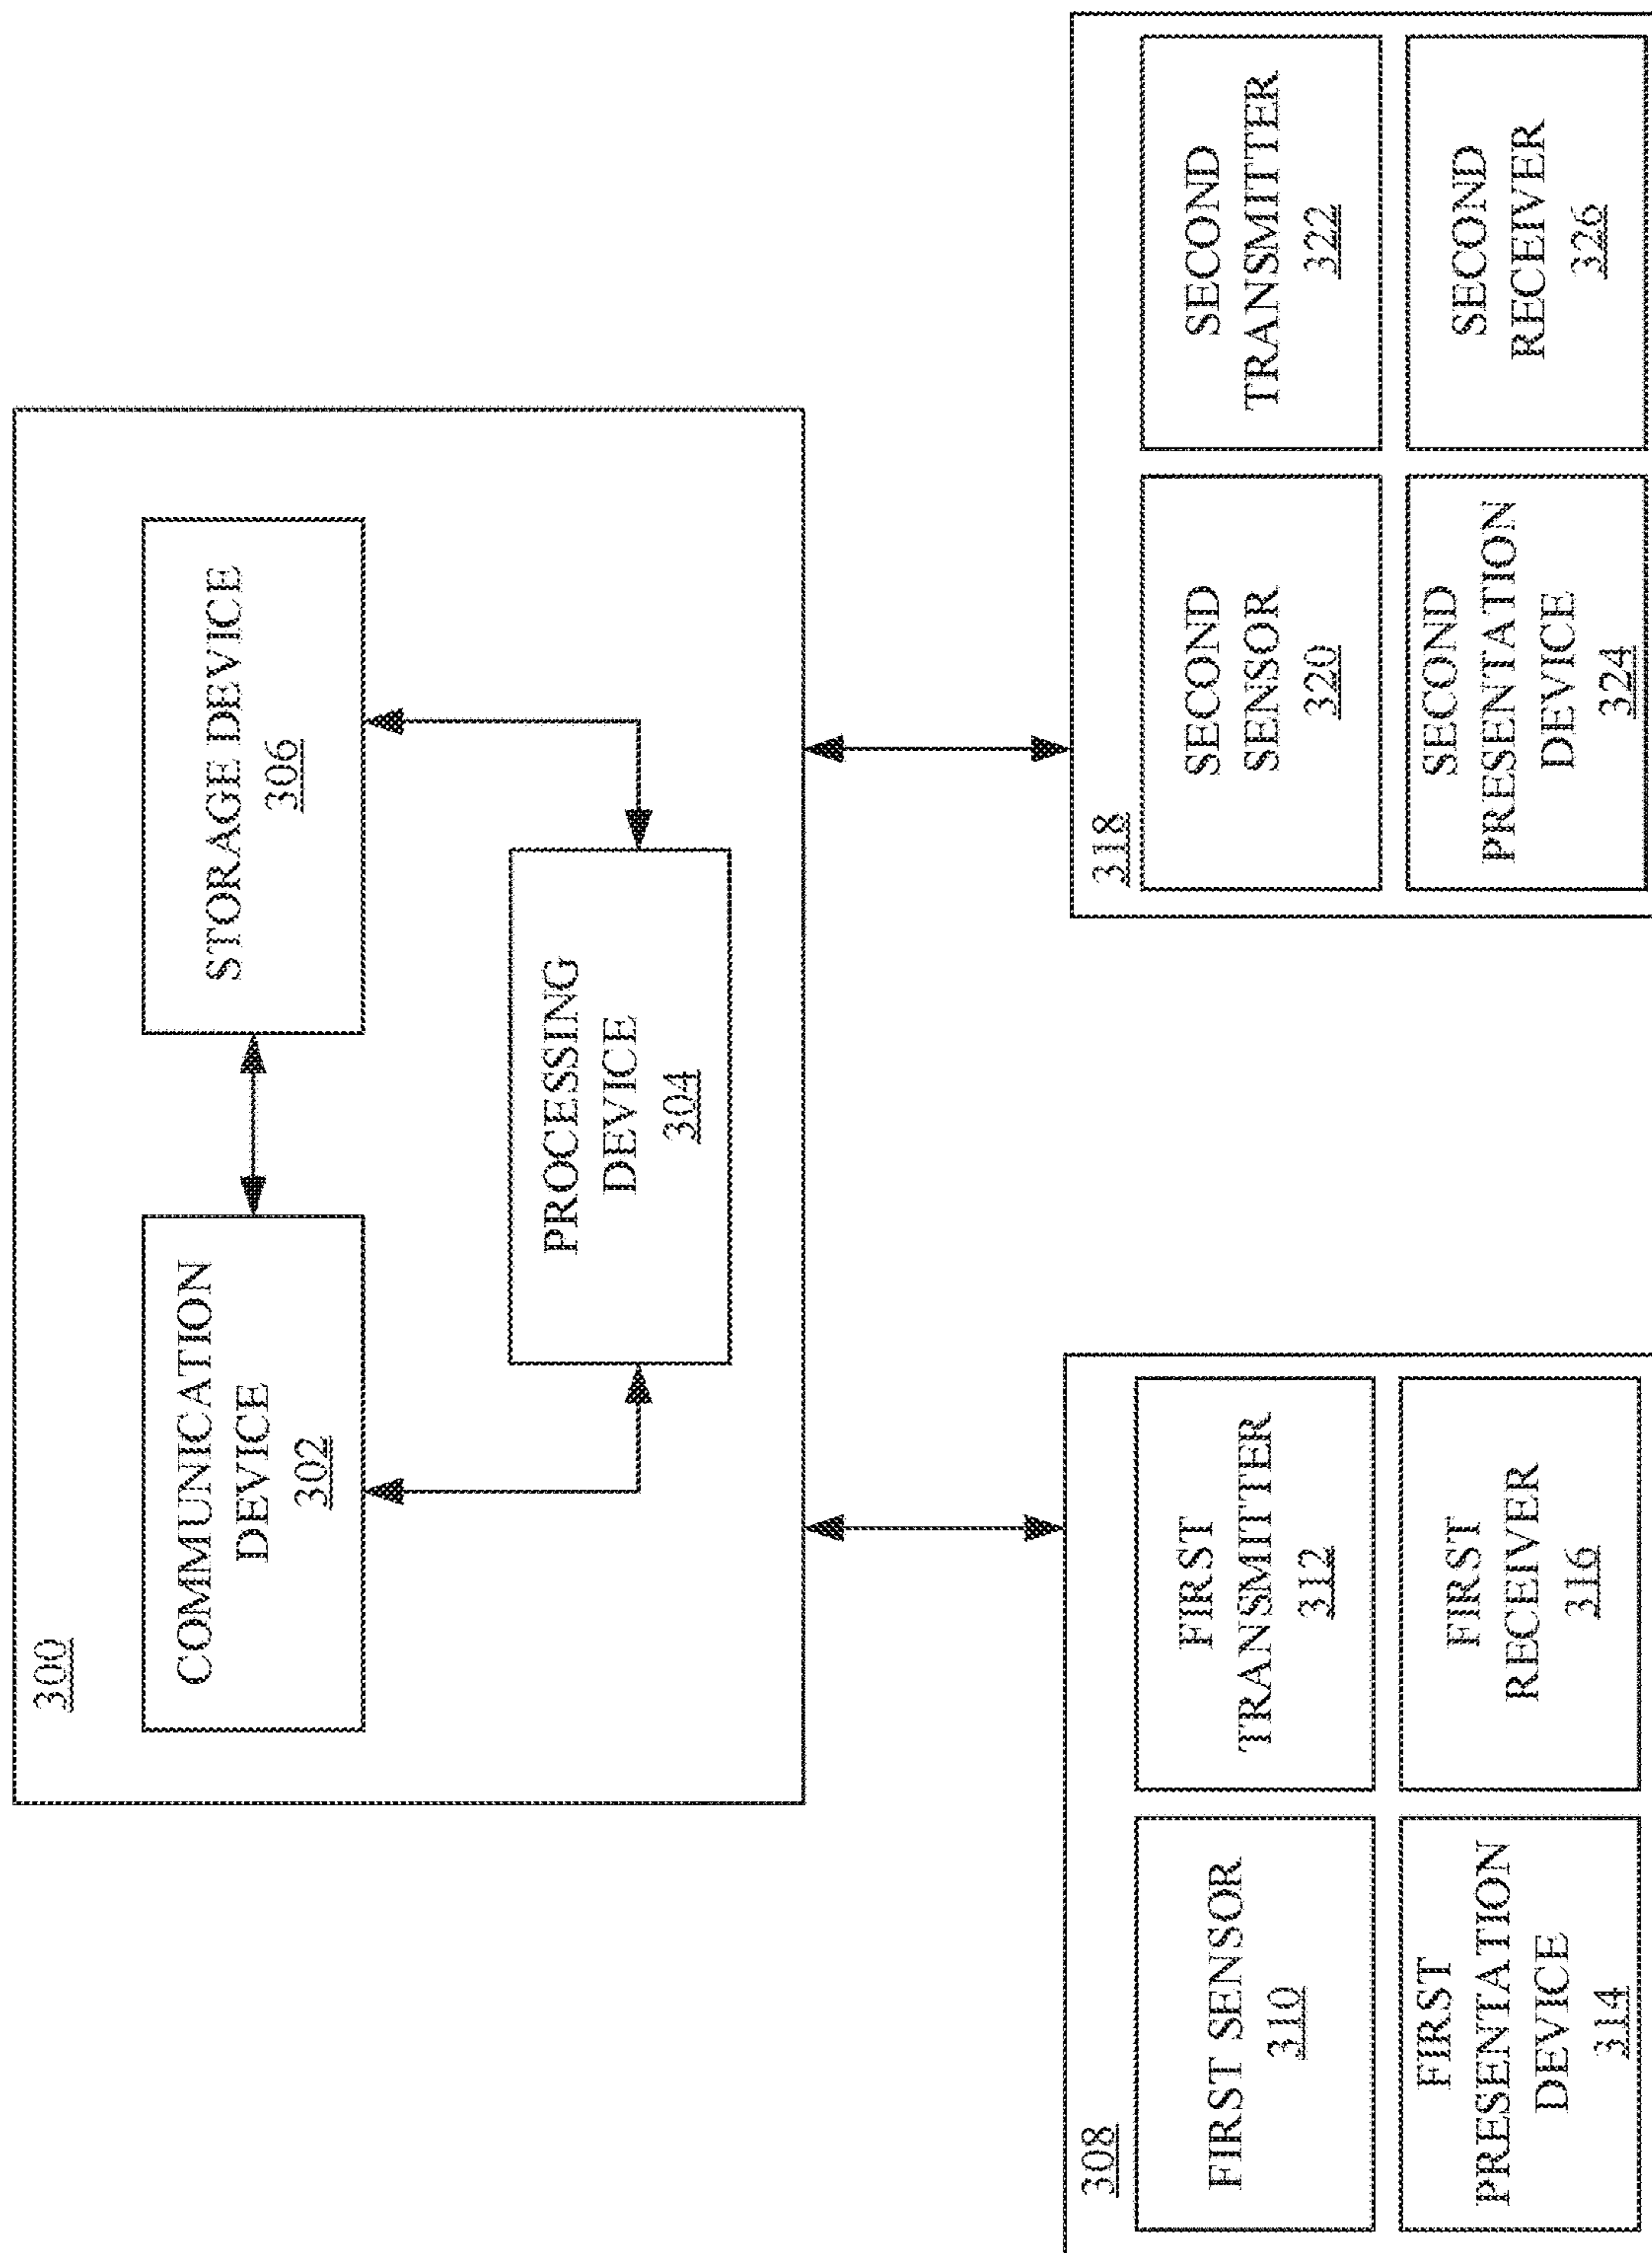 300
COMMUNICATION
DEVICE
302
STORAGE DEVICE
306
PROCESSING
DEVICE
304
308
FIRST SENSOR
310
FIRST
TRANSMITTER
312
FIRST
PRESENTATION
DEVICE
314
FIRST
RECEIVER
316
318
SECOND
SENSOR
320
SECOND
TRANSMITTER
322
SECOND
PRESENTATION
DEVICE
324
SECOND
RECEIVER
326